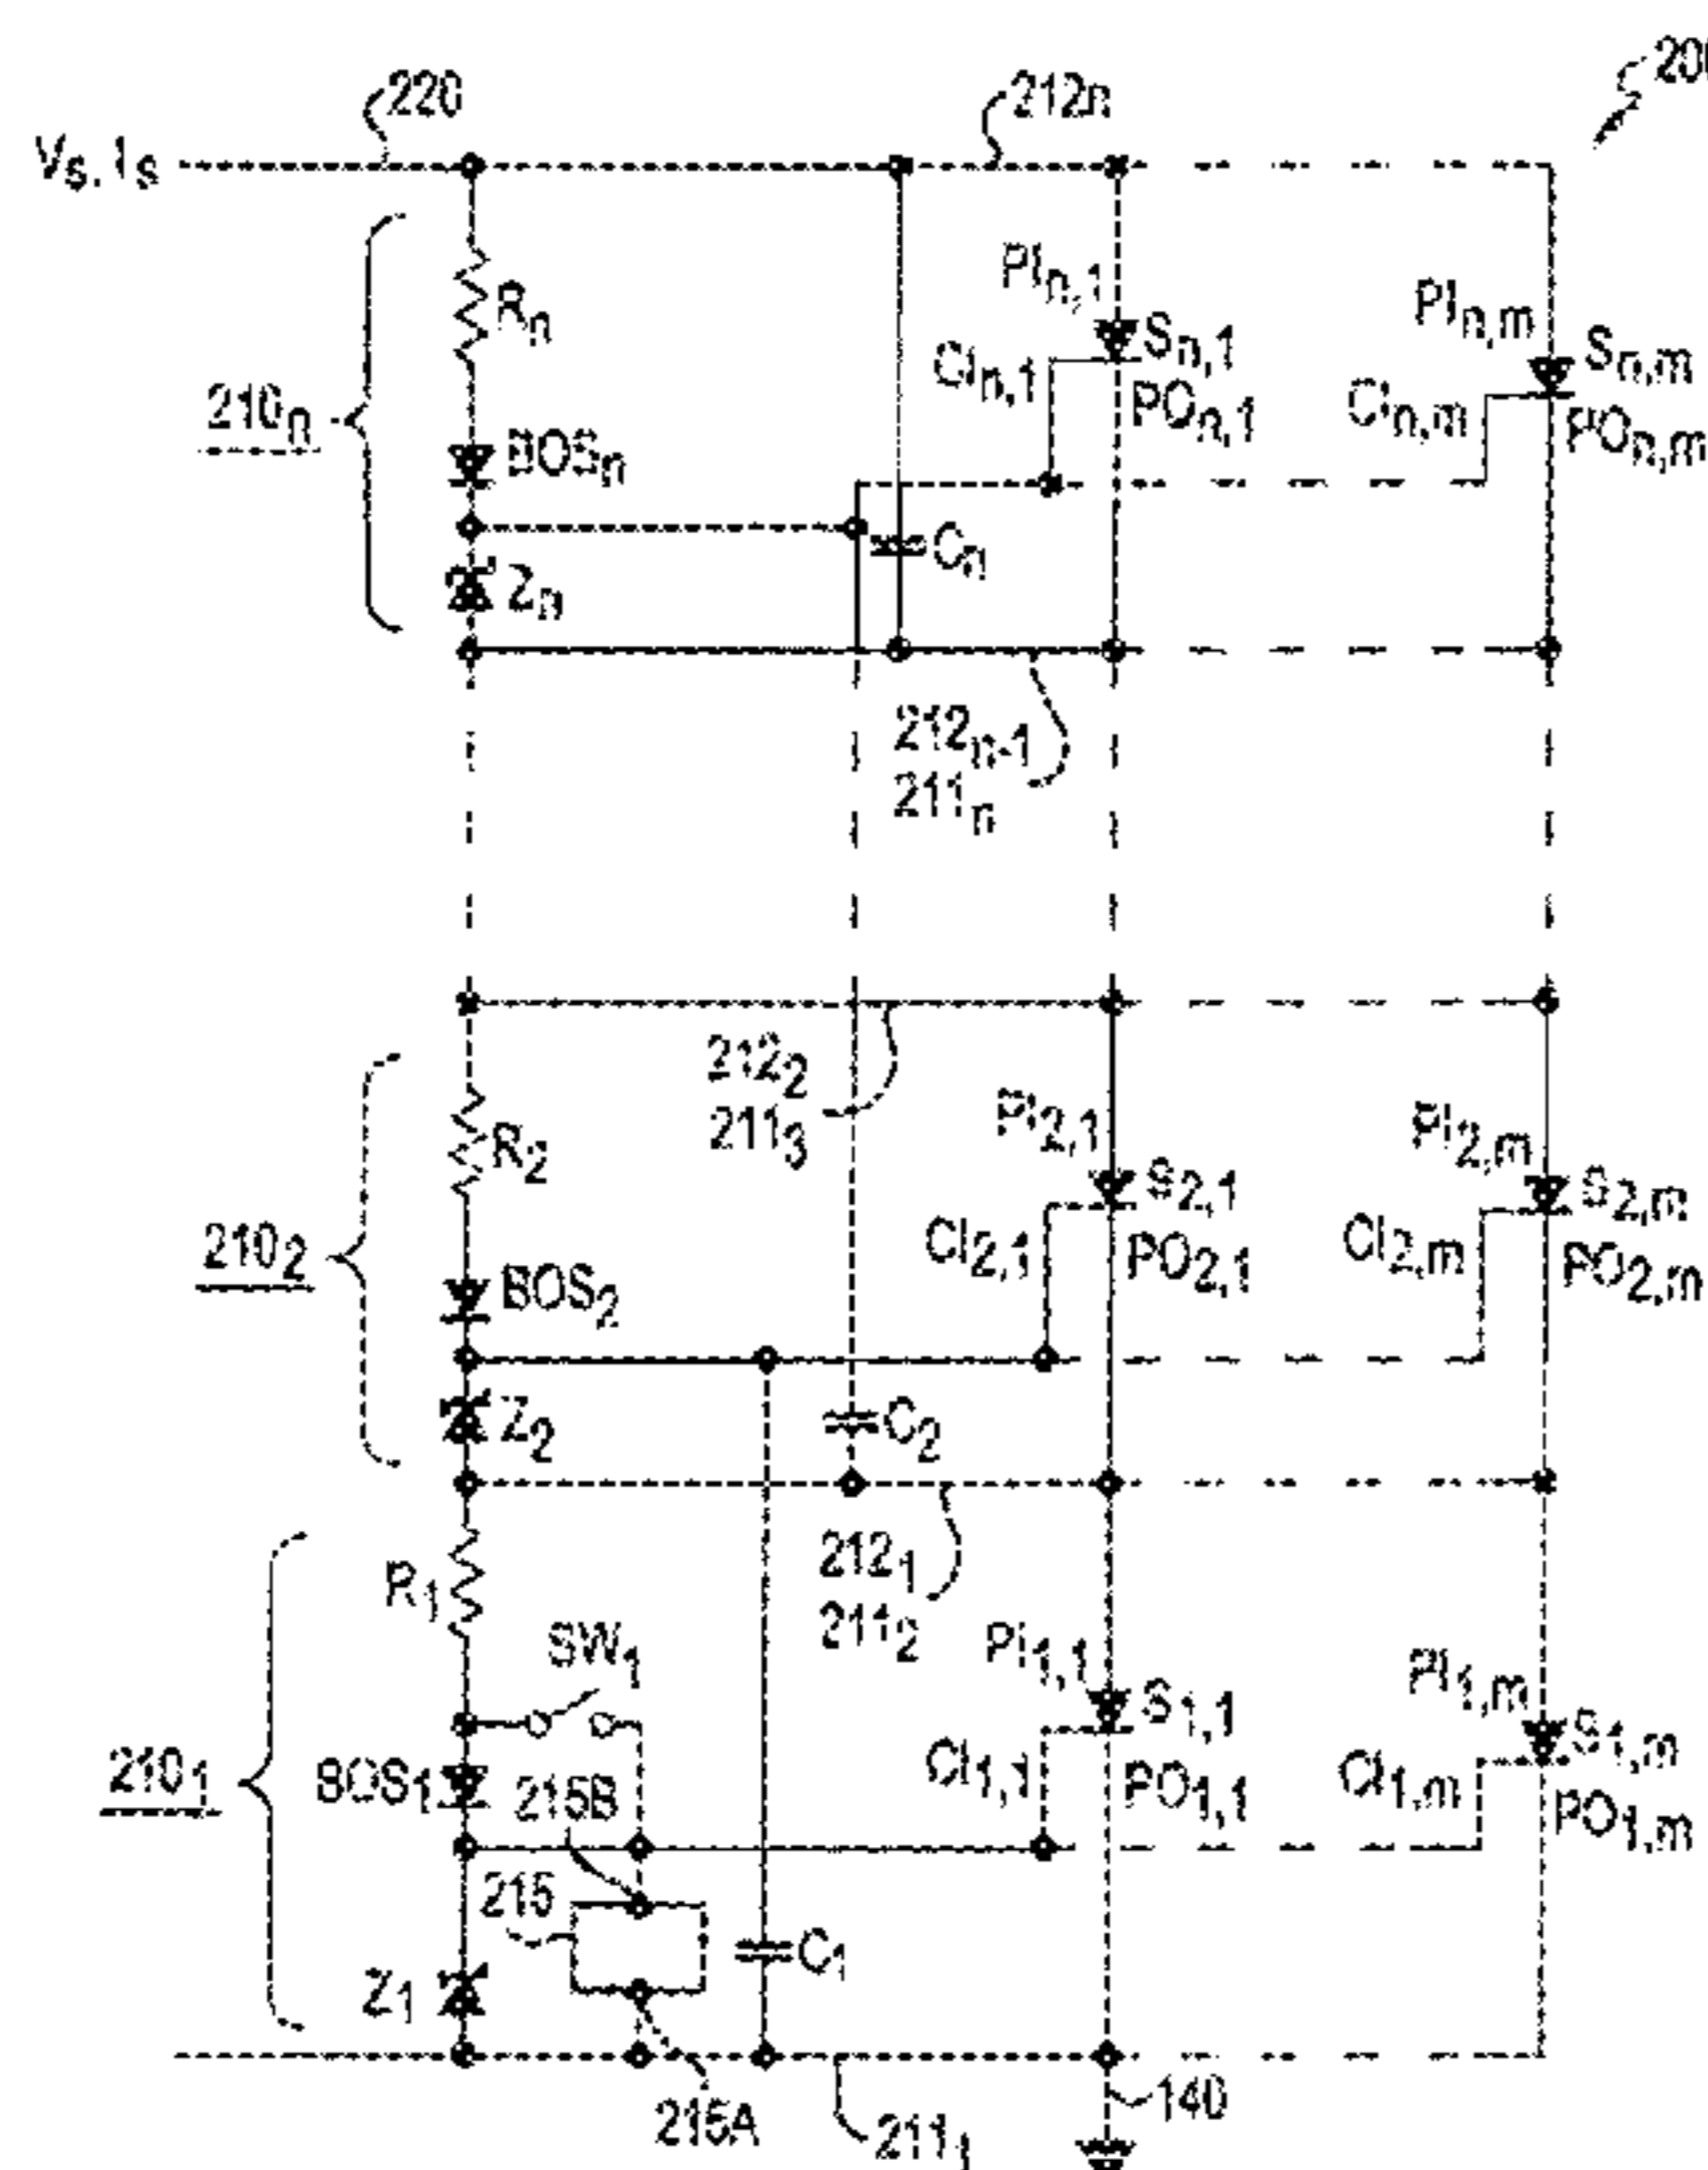 220
212n
Vs, Is
Rn
PIn,1
Sn,1
CIn,1
POn,1
PIn,m
Sn,m
CIn,m
POn,m
210n
BOSn
Cn
Zn
212n-1
211n
2122
2113
R2
PI2,1
S2,1
CI2,1
PO2,1
PI2,m
S2,m
CI2,m
PO2,m
2102
BOS2
Z2
C2
2121
2112
R1
SW1
PI1,1
S1,1
CI1,1
PO1,1
PI1,m
S1,m
CI1,m
PO1,m
2101
BOS1
215B
215
C1
Z1
215A
2111
140